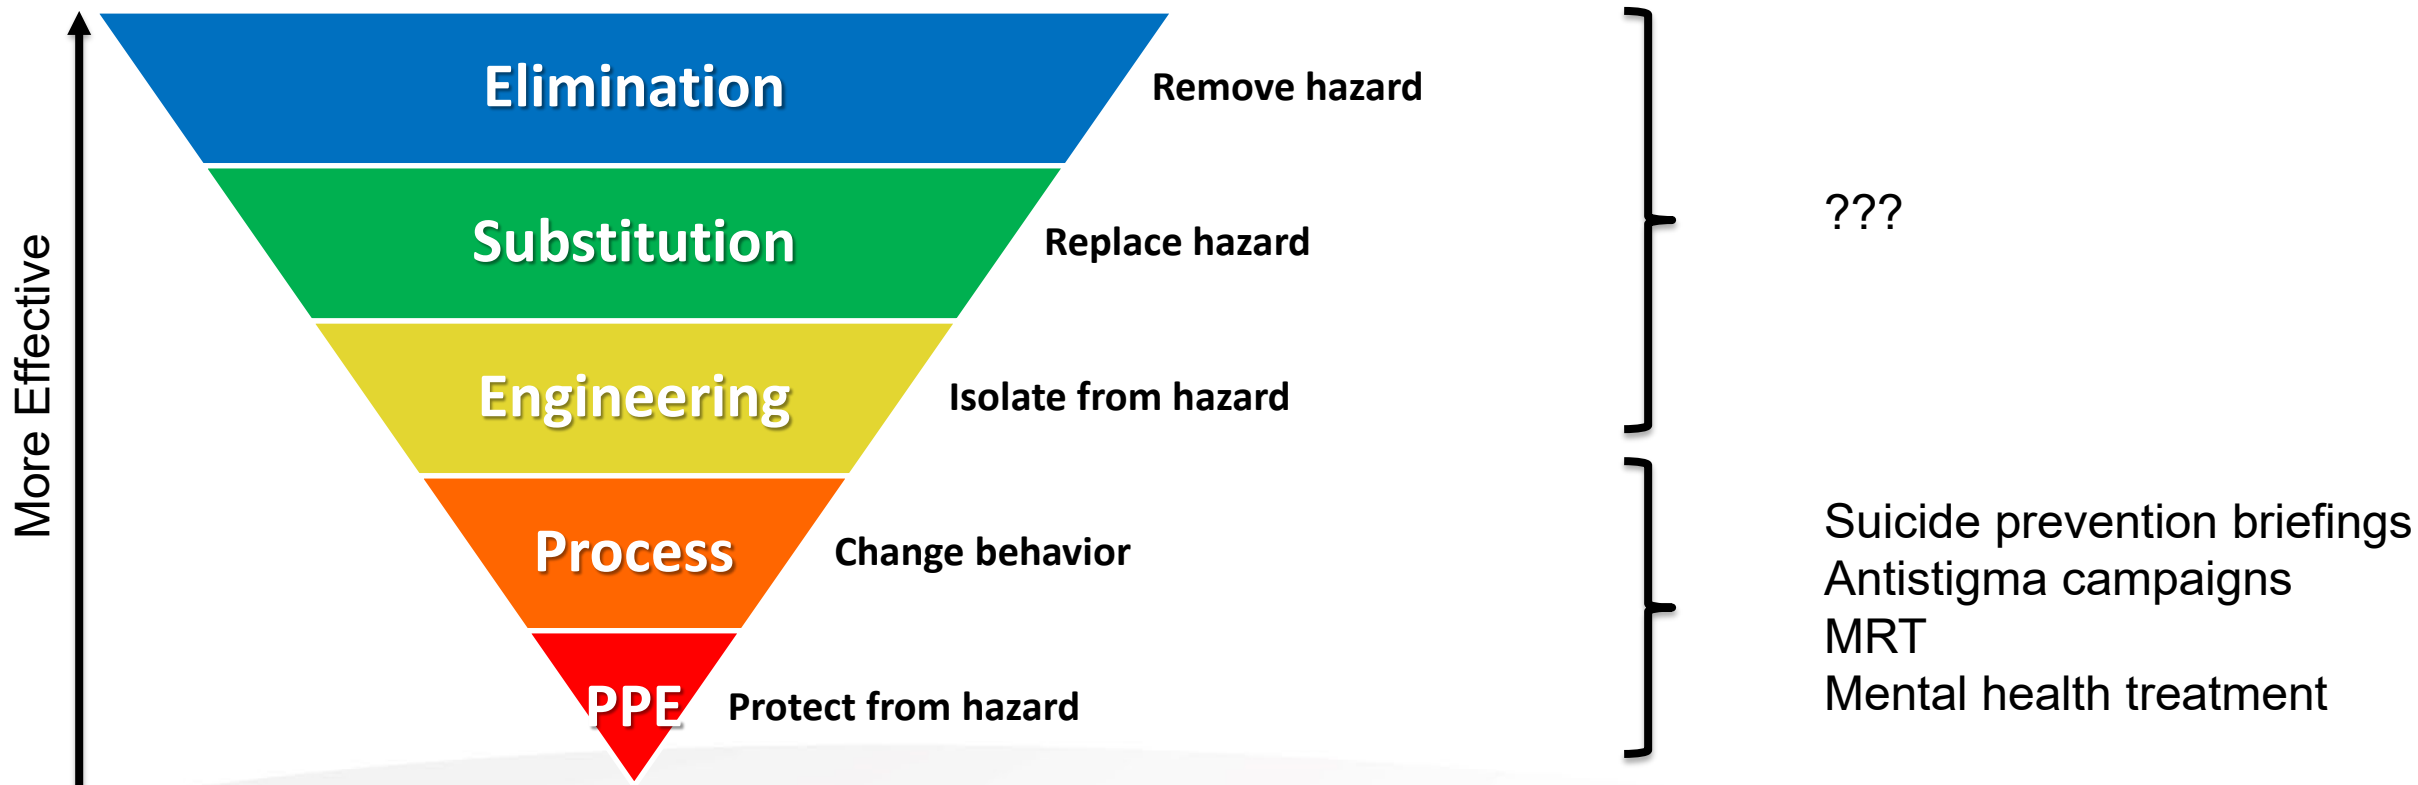 More Effective
Elimination
Remove hazard
Substitution
Replace hazard
???
Engineering
Isolate from hazard
Process
Change behavior
PPE
Protect from hazard
Suicide prevention briefings
Antistigma campaigns
MRT
Mental health treatment